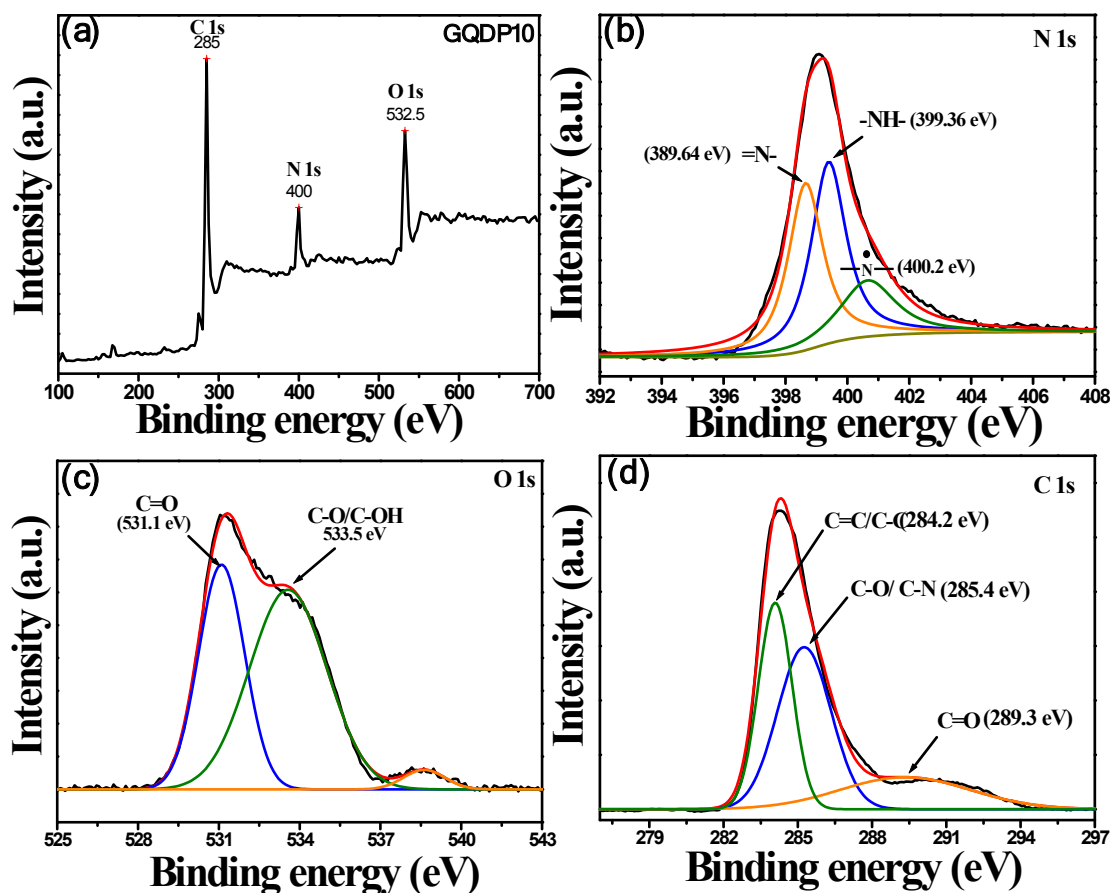 (a)
C 1s
285
GQDP10
O 1s
532.5
N 1s
400
Intensity (a.u.)
100 200 300 400 500 600 700
Binding energy (eV)
(b)
N 1s
-NH- (399.36 eV)
(389.64 eV) =N-
•
—N— (400.2 eV)
Intensity (a.u.)
392 394 396 398 400 402 404 406 408
Binding energy (eV)
(c)
O 1s
C=O
(531.1 eV)
C-O/C-OH
533.5 eV
Intensity (a.u.)
525 528 531 534 537 540 543
Binding energy (eV)
(d)
C 1s
C=C/C-C(284.2 eV)
C-O/ C-N (285.4 eV)
C=O (289.3 eV)
Intensity (a.u.)
279 282 285 288 291 294 297
Binding energy (eV)